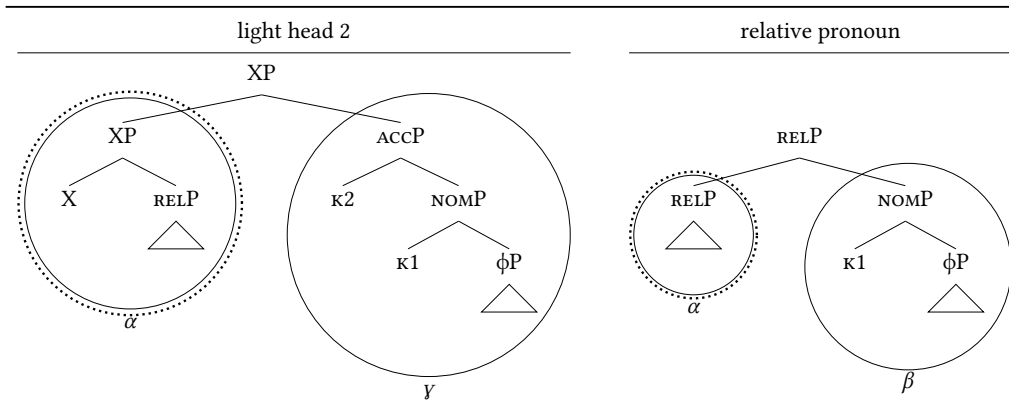 light head 2 relative pronoun
XP
XP ACCP RELP
X RELP K2 NOMP RELP NOMP
K1 ϕP K1 ϕP
α α
ɣ β